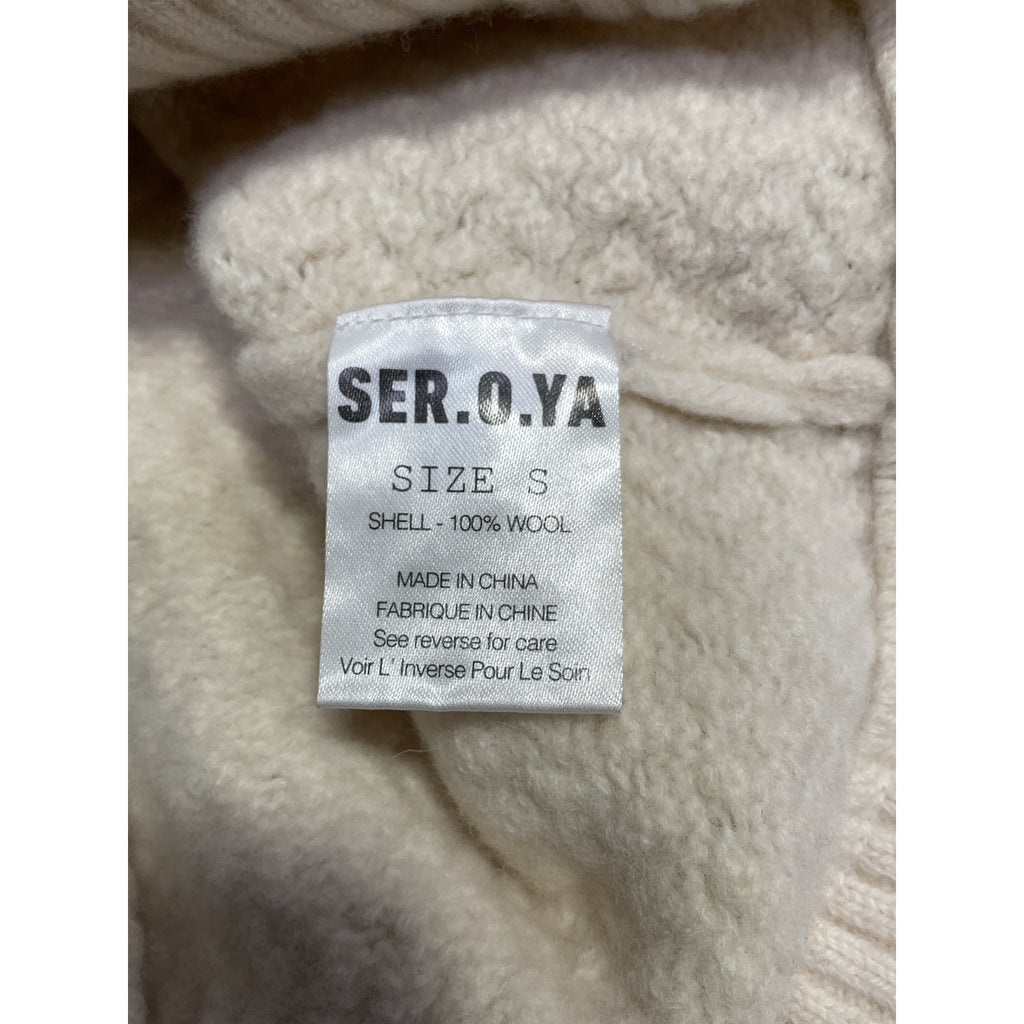 SER.O.YA
SIZE S
SHELL - 100% WOOL
MADE IN CHINA
FABRIQUE IN CHINE
See reverse for care
Voir L' Inverse Pour Le Soin